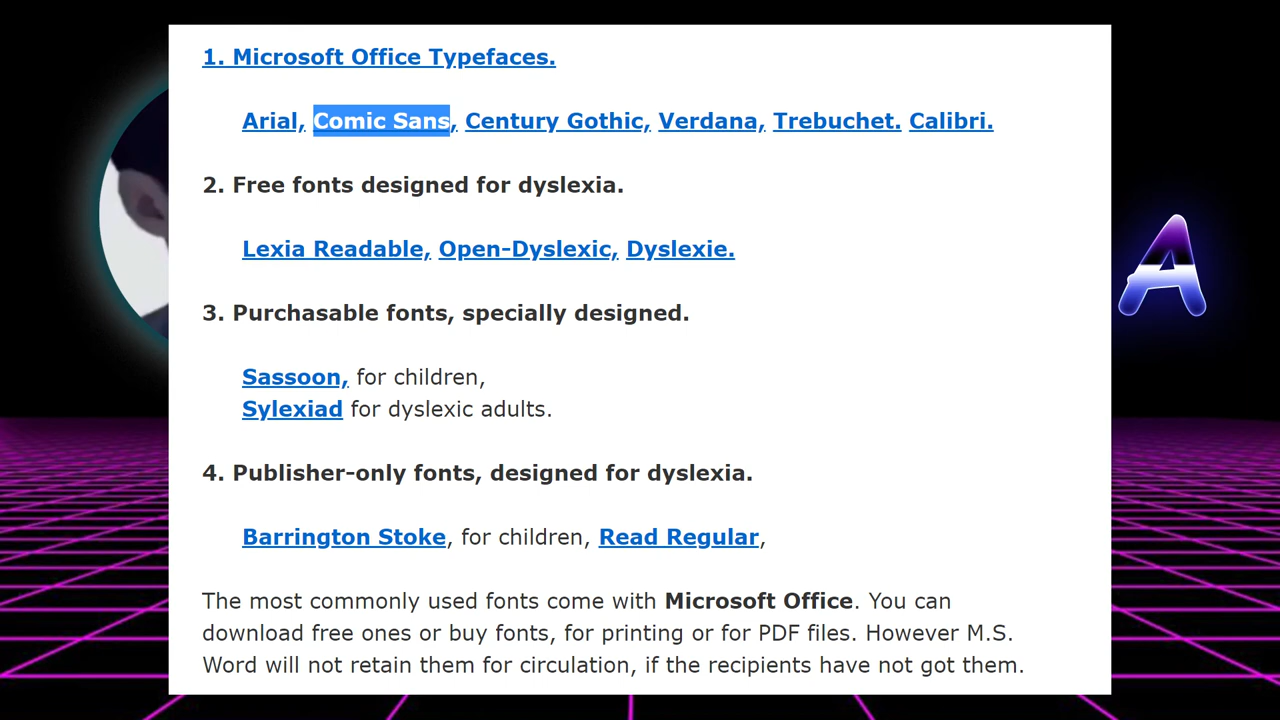 1. Microsoft Office Typefaces.
Arial, Comic Sans, Century Gothic, Verdana, Trebuchet. Calibri.
2. Free fonts designed for dyslexia.
Lexia Readable, Open-Dyslexic, Dyslexie.
3. Purchasable fonts, specially designed.
Sassoon, for children,
Sylexiad for dyslexic adults.
4. Publisher-only fonts, designed for dyslexia.
Barrington Stoke, for children, Read Regular,
The most commonly used fonts come with Microsoft Office. You can
download free ones or buy fonts, for printing or for PDF files. However M.S.
Word will not retain them for circulation, if the recipients have not got them.
A